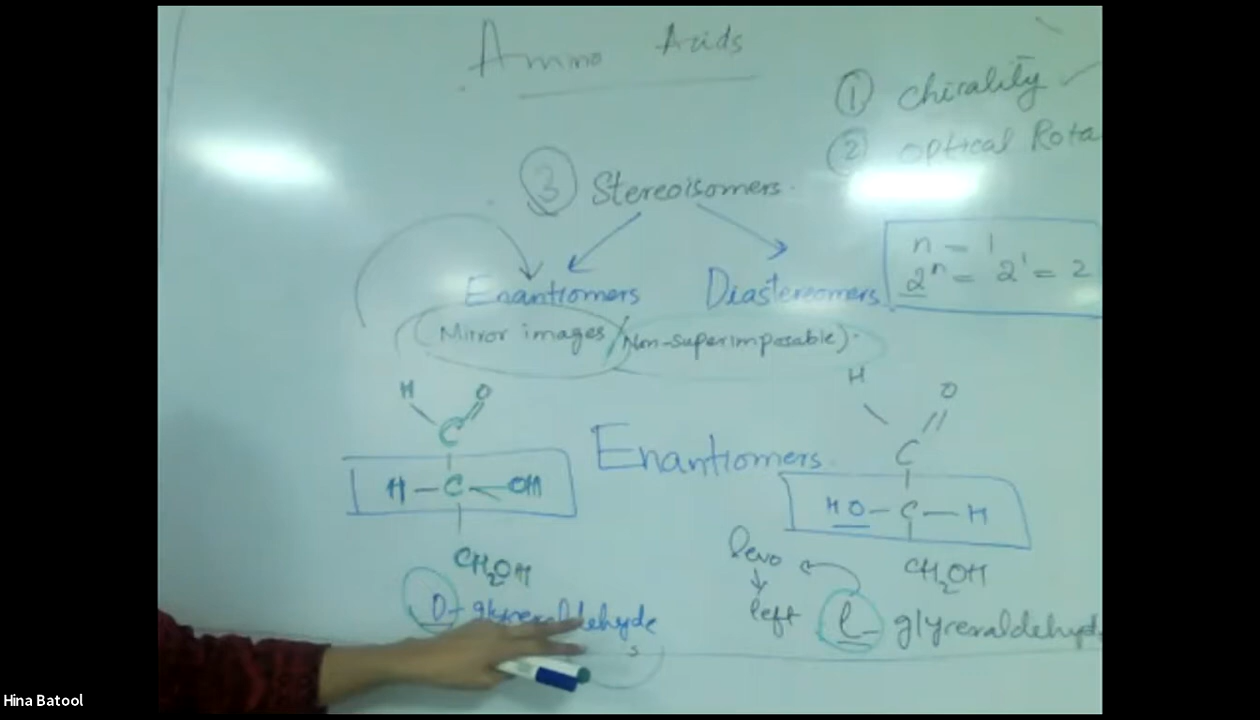 Amino Acids
① Chirality ✓
② Optical Rota
③ Stereoisomers
n - 1
2ⁿ = 2¹ = 2
Enantiomers Diastereomers
(Mirror images / Non-superimposable).
H O
C
H - C - OH
CH₂OH
D- glyceraldehyde
Enantiomers
H O
C
HO - C - H
CH₂OH
levo
left
l- glyceraldehyd
Hina Batool